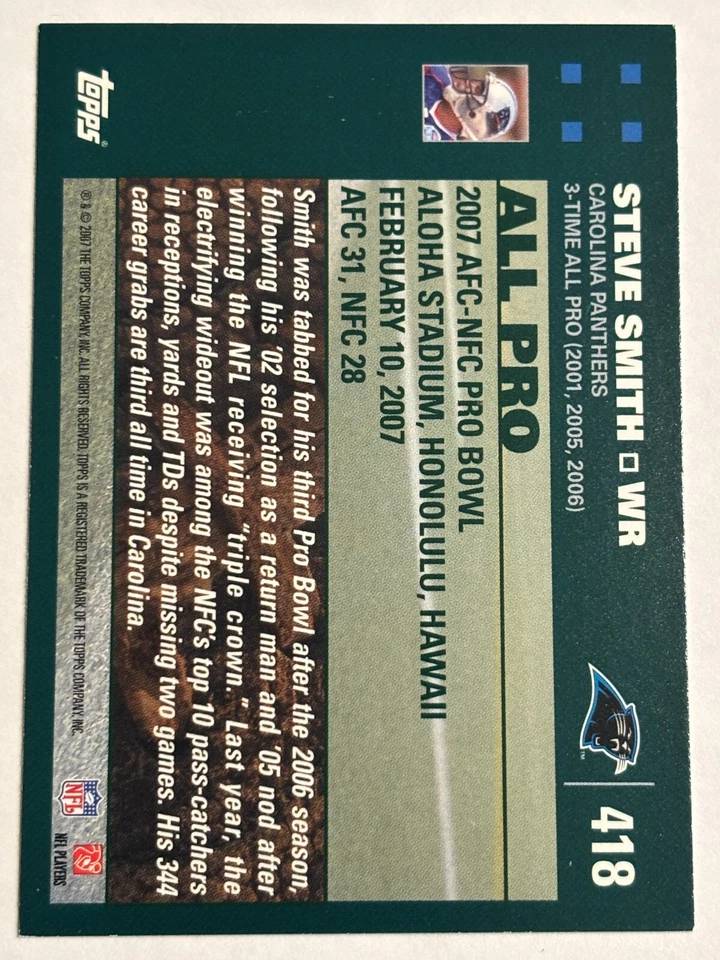 STEVE SMITH □ WR
CAROLINA PANTHERS
3-TIME ALL PRO (2001, 2005, 2006)
418
ALL PRO
2007 AFC-NFC PRO BOWL
ALOHA STADIUM, HONOLULU, HAWAII
FEBRUARY 10, 2007
AFC 31, NFC 28
Smith was tabbed for his third Pro Bowl after the 2006 season,
following his '02 selection as a return man and '05 nod after
winning the NFL receiving "triple crown." Last year, the
electrifying wideout was among the NFC's top 10 pass-catchers
in receptions, yards and TDs despite missing two games. His 344
career grabs are third all time in Carolina.
® & © 2007 THE TOPPS COMPANY, INC. ALL RIGHTS RESERVED. TOPPS IS A REGISTERED TRADEMARK OF THE TOPPS COMPANY, INC.
topps®
NFL
NFL PLAYERS